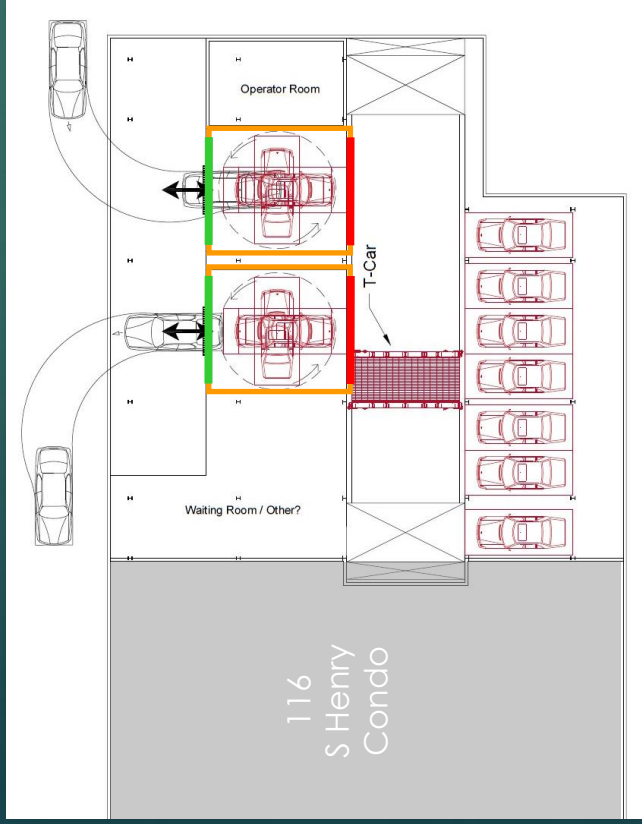 Operator Room
T-Car
Waiting Room / Other?
116
S Henry
Condo